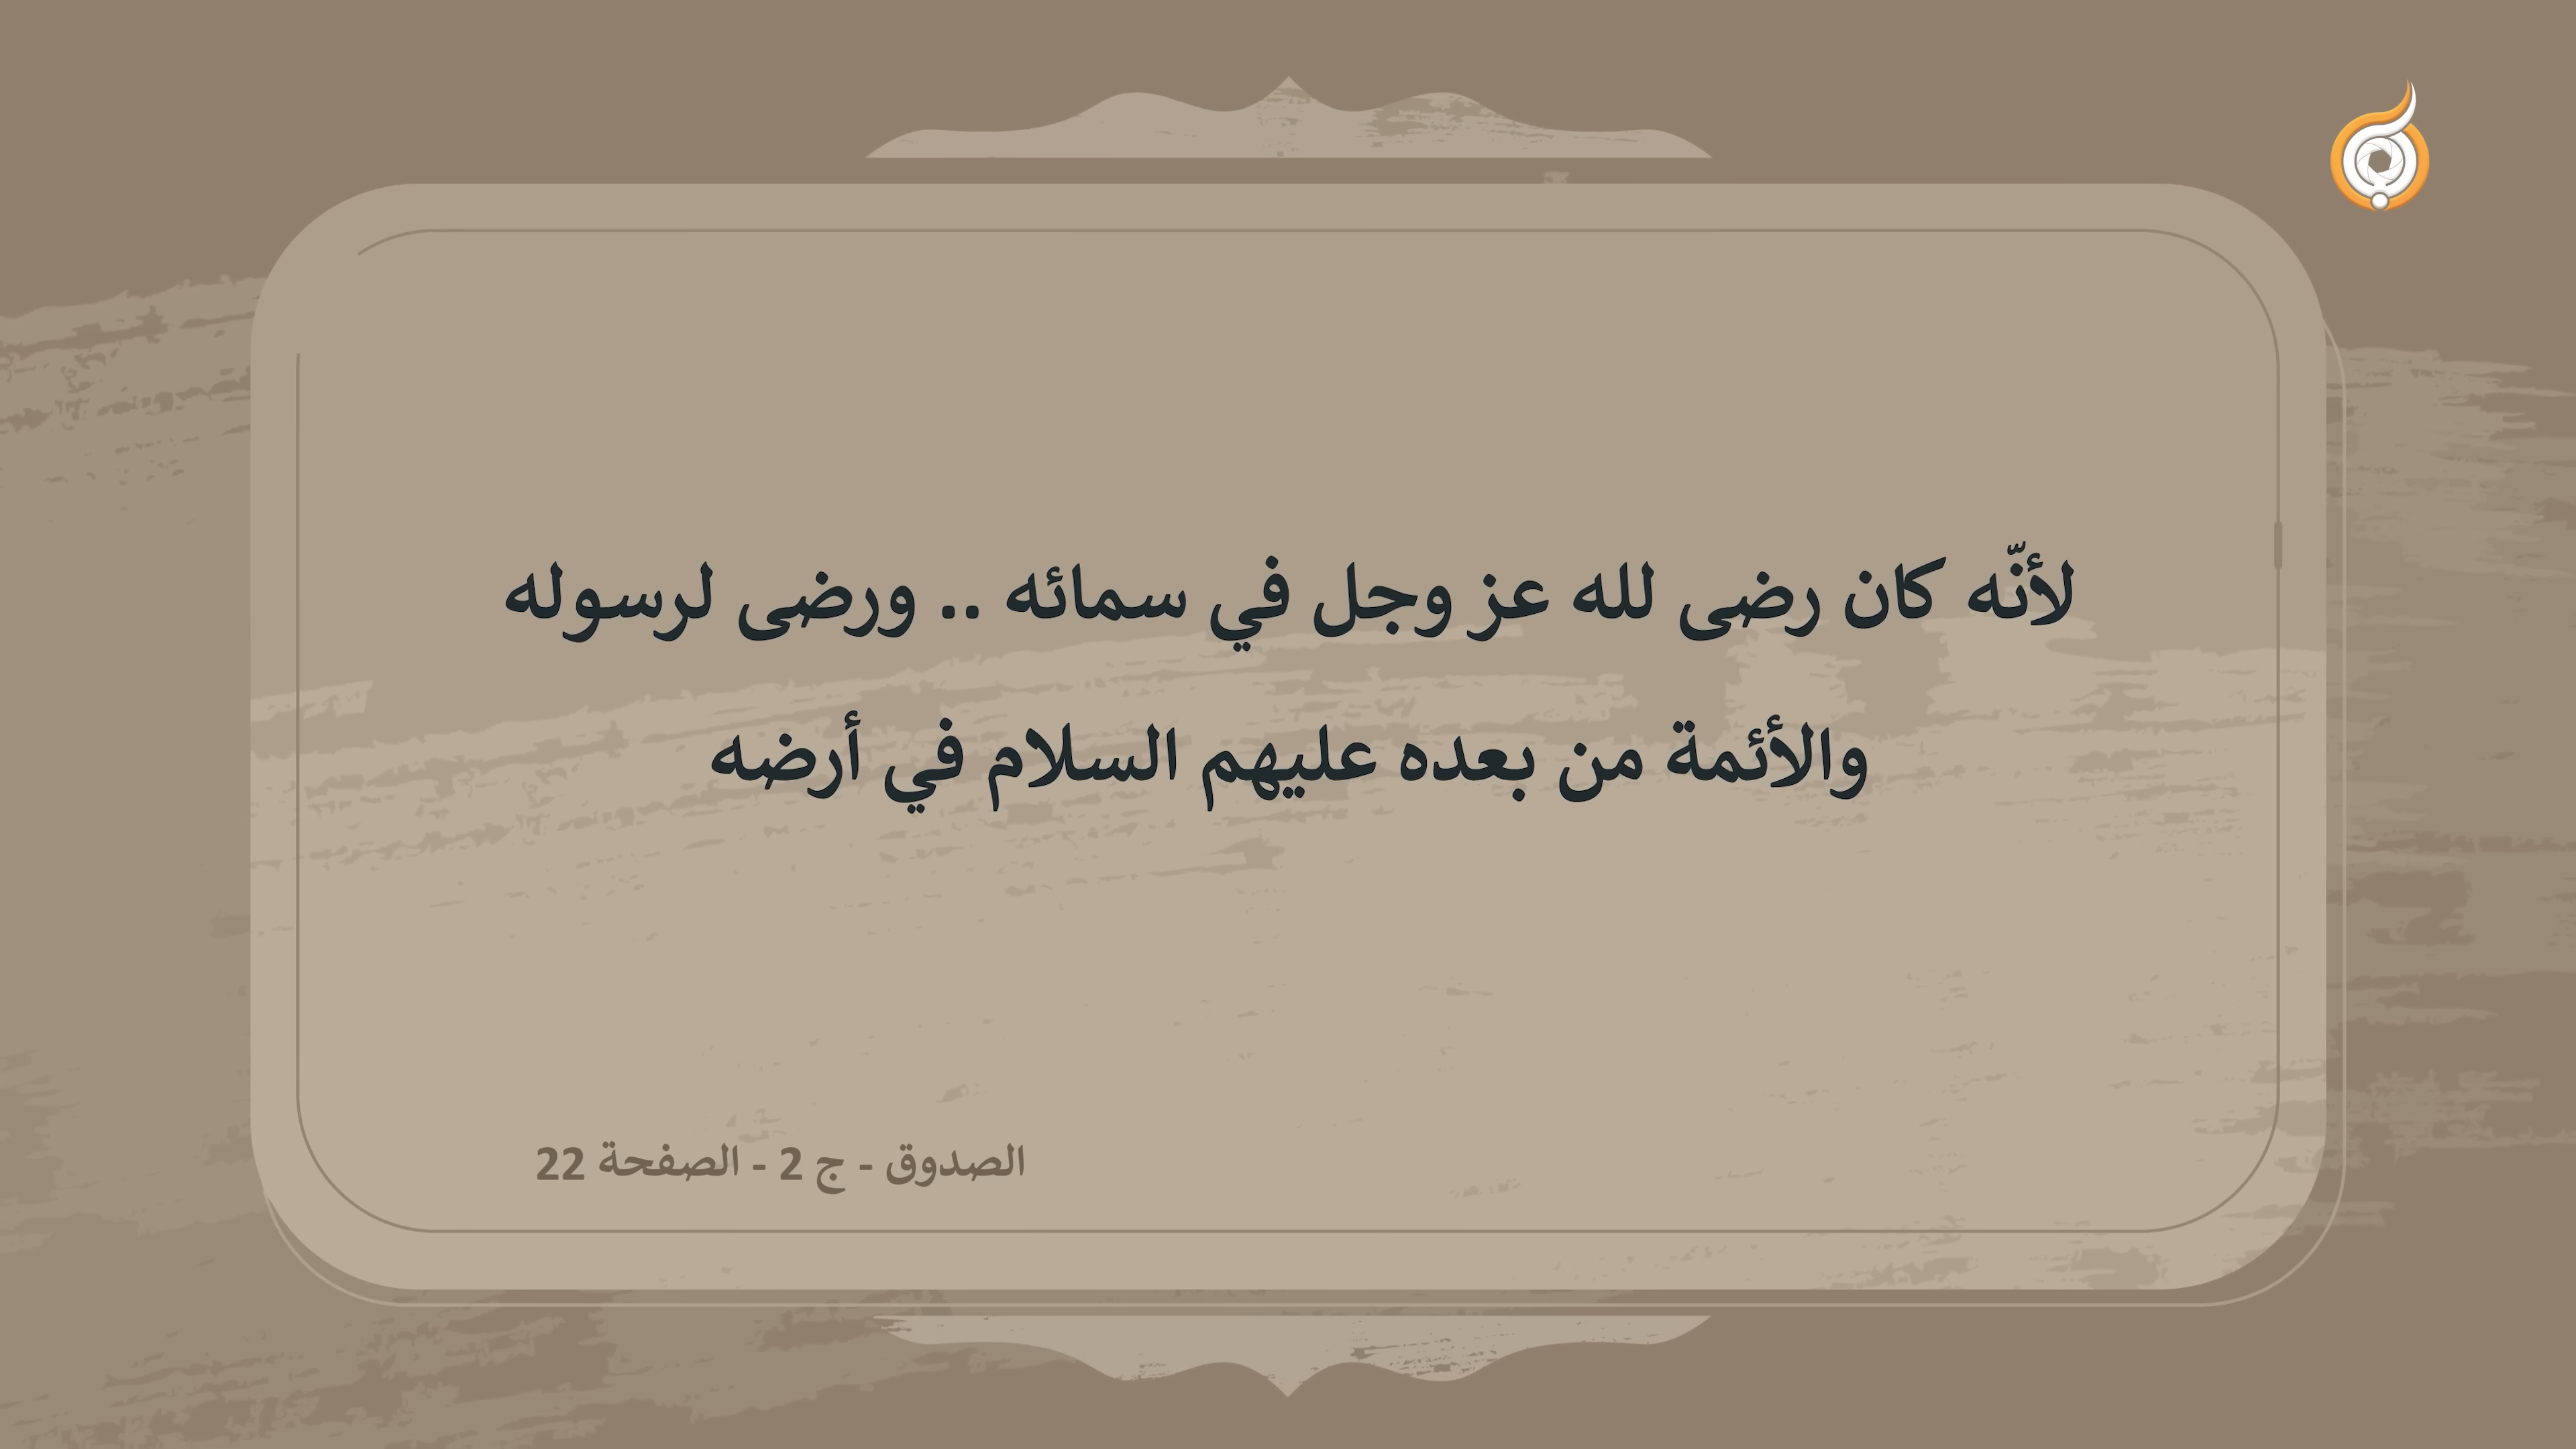 لأنّه كان رضى لله عز وجل في سمائه .. ورضى لرسوله
والأئمة من بعده عليهم السلام في أرضه
الصدوق - ج 2 - الصفحة 22